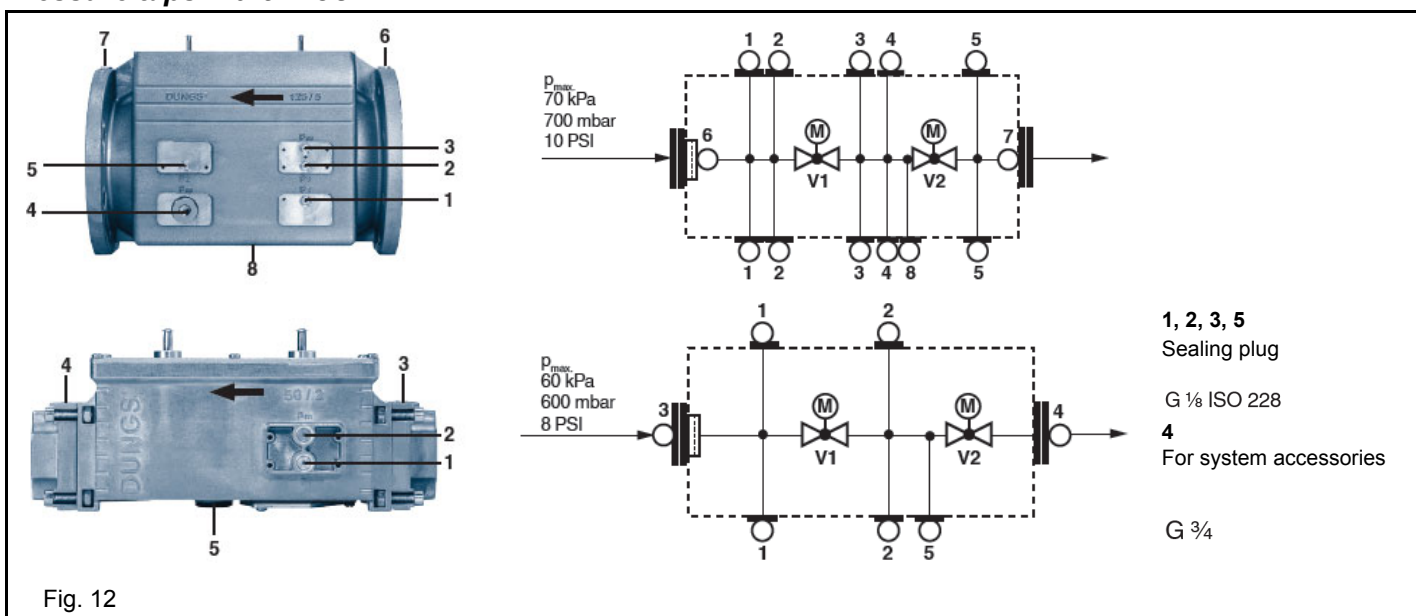 7
6
DUNGS
125 / 5
5
3
2
4
1
8
1 2 3 4 5
pmax.
70 kPa
700 mbar
10 PSI
6
M
M
7
V1
V2
1 2 3 4 8 5
4
3
DUNGS
50 / 2
Pm
2
1
5
1 2
pmax.
60 kPa
600 mbar
8 PSI
3
M
M
4
V1
V2
1 2 5
1, 2, 3, 5
Sealing plug
G ⅛ ISO 228
4
For system accessories
G ¾
Fig. 12